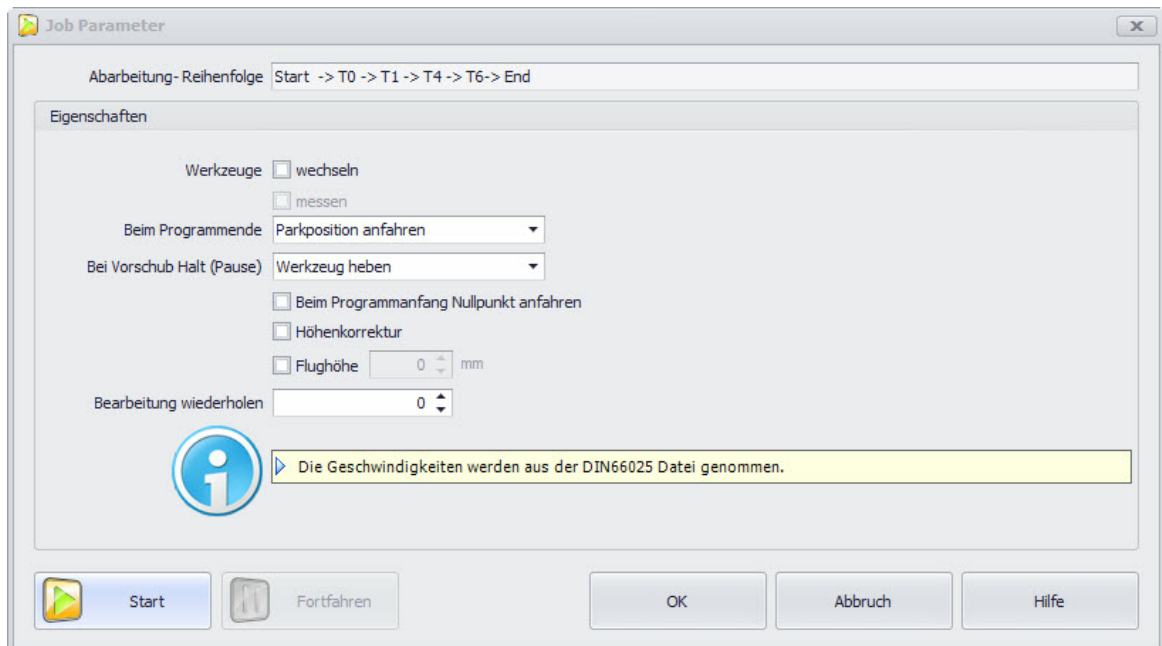 Job Parameter
Abarbeitung-Reihenfolge Start -> T0 -> T1 -> T4 -> T6-> End
Eigenschaften
Werkzeuge wechseln
messen
Beim Programmende Parkposition anfahren
Bei Vorschub Halt (Pause) Werkzeug heben
Beim Programmanfang Nullpunkt anfahren
Höhenkorrektur
Flughöhe 0 mm
Bearbeitung wiederholen 0
Die Geschwindigkeiten werden aus der DIN66025 Datei genommen.
Start Fortfahren OK Abbruch Hilfe